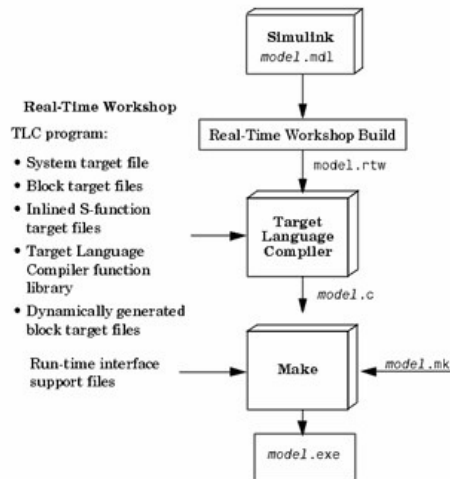 Simulink
model.mdl
Real-Time Workshop
TLC program:
• System target file
• Block target files
• Inlined S-function
target files
• Target Language
Compiler function
library
• Dynamically generated
block target files
Run-time interface
support files
Real-Time Workshop Build
model.rtw
Target
Language
Compiler
model.c
Make
model.mk
model.exe